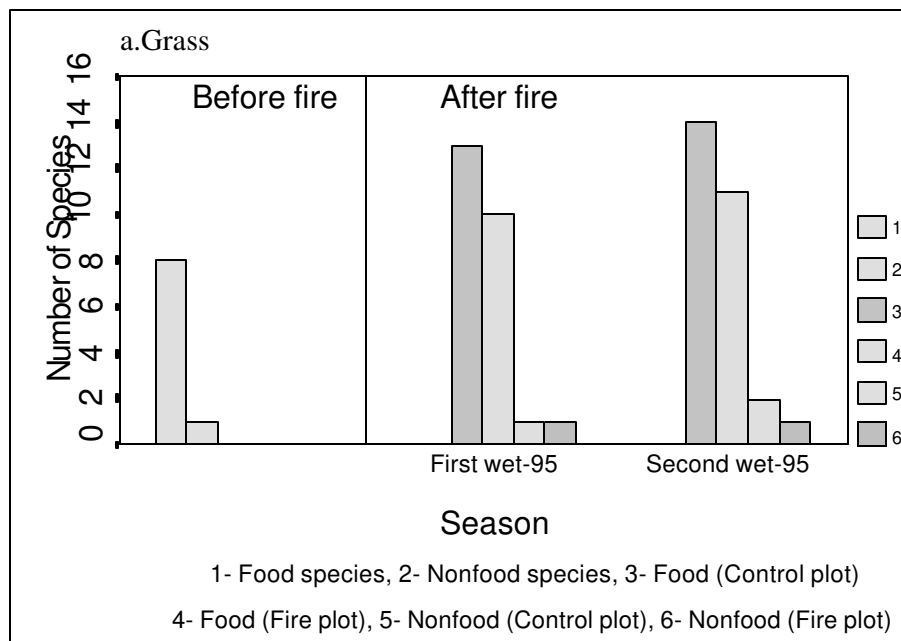 a.Grass
Before fire
After fire
Number of Species
16
14
12
10
8
6
4
2
0
First wet-95
Second wet-95
Season
1
2
3
4
5
6
1- Food species, 2- Nonfood species, 3- Food (Control plot)
4- Food (Fire plot), 5- Nonfood (Control plot), 6- Nonfood (Fire plot)